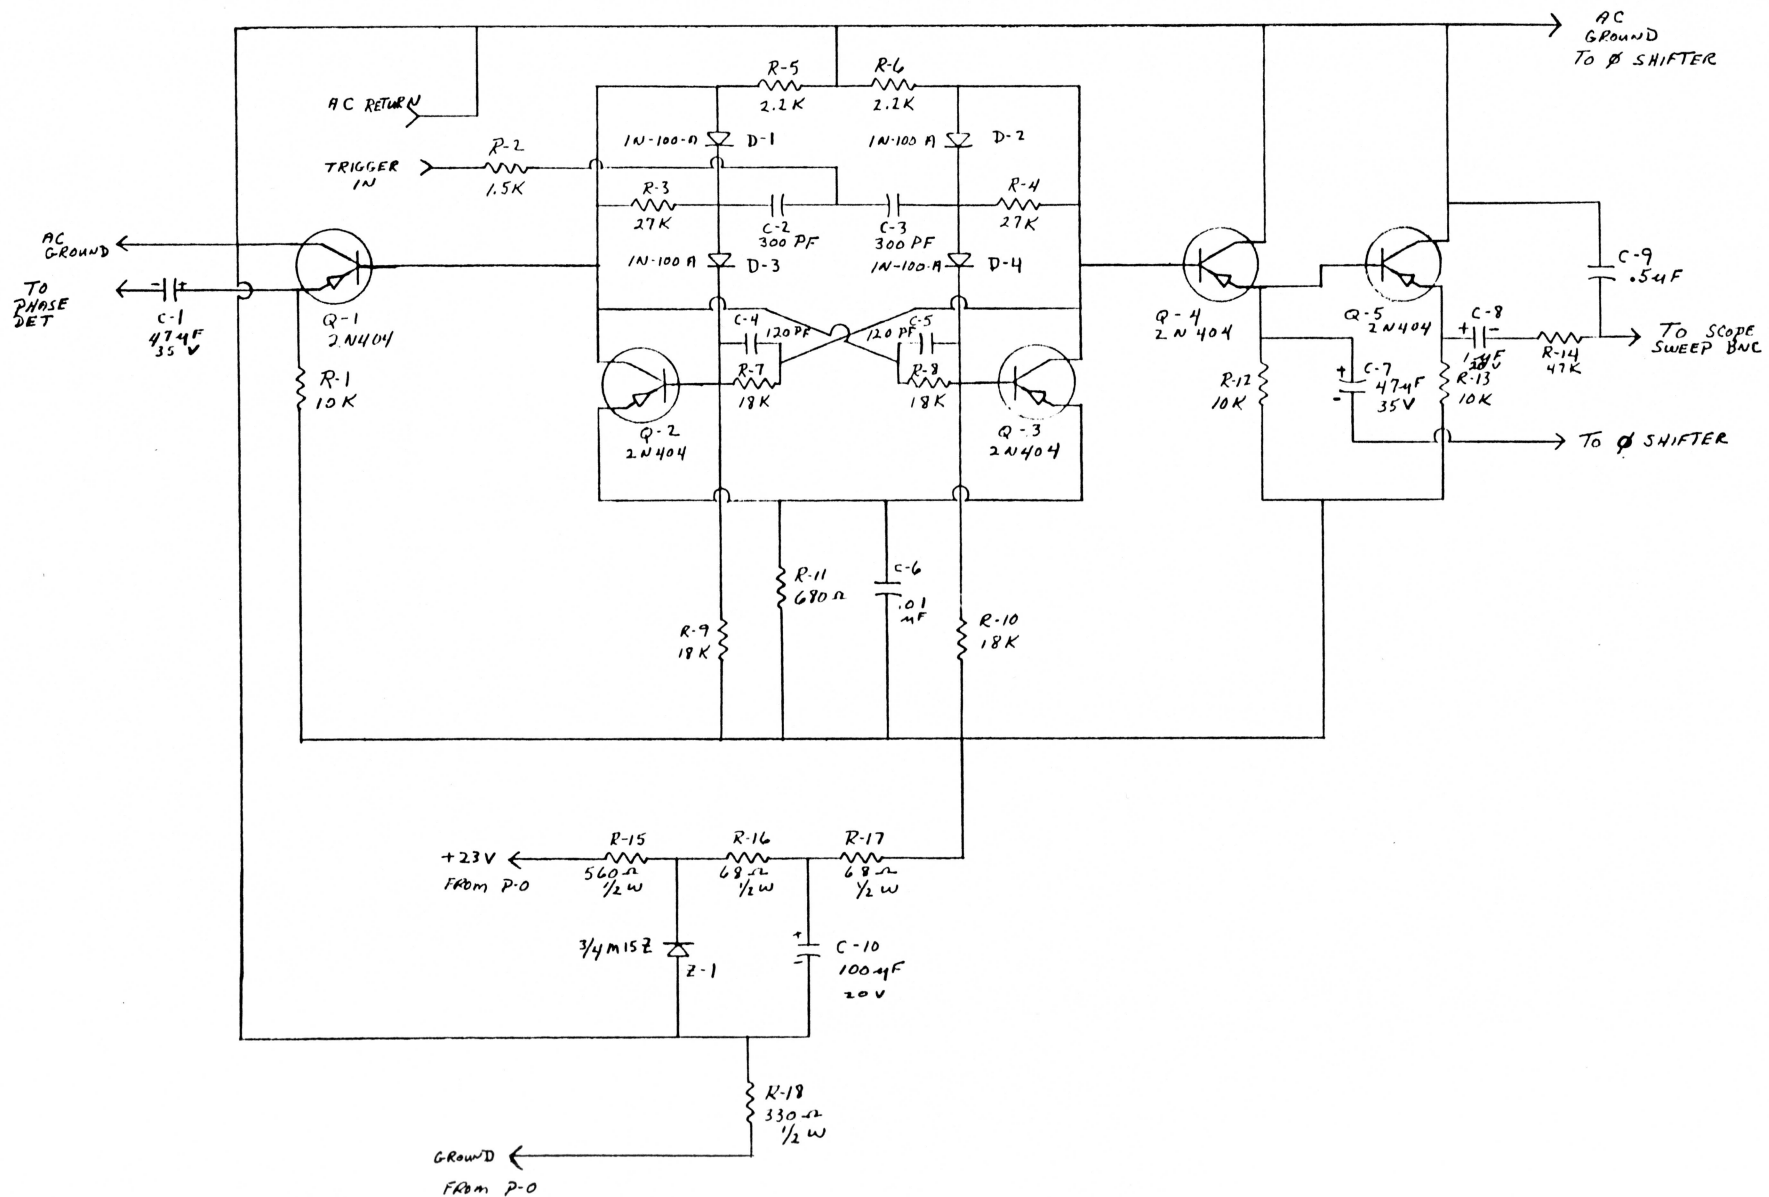 AC
GROUND
TO Ø SHIFTER
AC RETURN
TRIGGER
IN
R-2
1.5K
R-5
2.2K
R-6
2.2K
1N-100-A
D-1
1N-100 A
D-2
R-3
27K
C-2
300 PF
C-3
300 PF
R-4
27K
1N-100 A
D-3
1N-100-A
D-4
AC
GROUND
TO
PHASE
DET
C-1
47µF
35 V
Q-1
2N404
R-1
10K
C-4
120 PF
120 PF
C-5
R-7
18K
R-8
18K
Q-2
2N404
Q-3
2N404
Q-4
2N404
Q-5
2N404
C-9
.5µF
C-8
R-14
47K
TO SCOPE
SWEEP BNC
R-12
10K
C-7
47µF
35V
R-13
10K
TO Ø SHIFTER
R-11
680Ω
C-6
.01
µF
R-9
18K
R-10
18K
+23V
FROM P-O
R-15
560Ω
1/2 W
R-16
68Ω
1/2 W
R-17
68Ω
1/2 W
3/4M15Z
Z-1
C-10
100µF
20V
R-18
330Ω
1/2 W
GROUND
FROM P-O